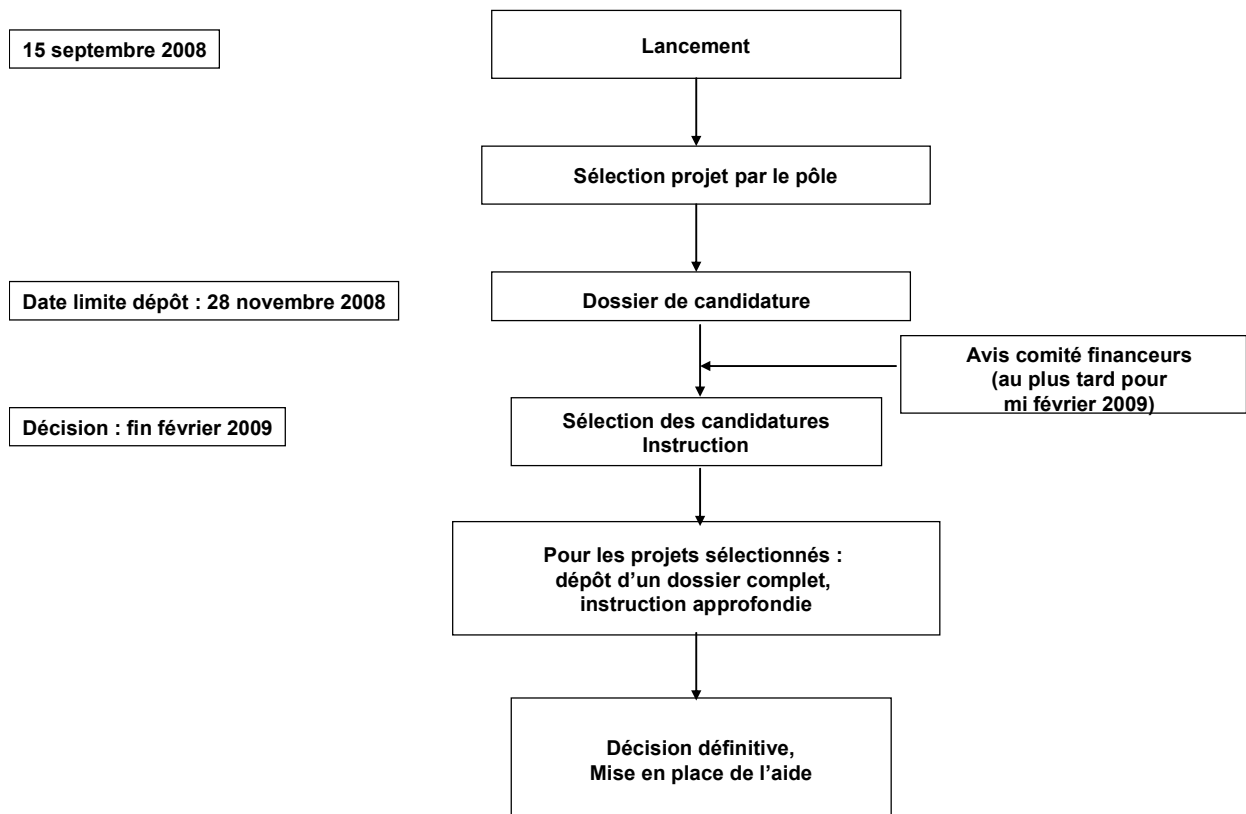 15 septembre 2008
Lancement
Sélection projet par le pôle
Date limite dépôt : 28 novembre 2008
Dossier de candidature
Avis comité financeurs
(au plus tard pour
mi février 2009)
Décision : fin février 2009
Sélection des candidatures
Instruction
Pour les projets sélectionnés :
dépôt d’un dossier complet,
instruction approfondie
Décision définitive,
Mise en place de l’aide